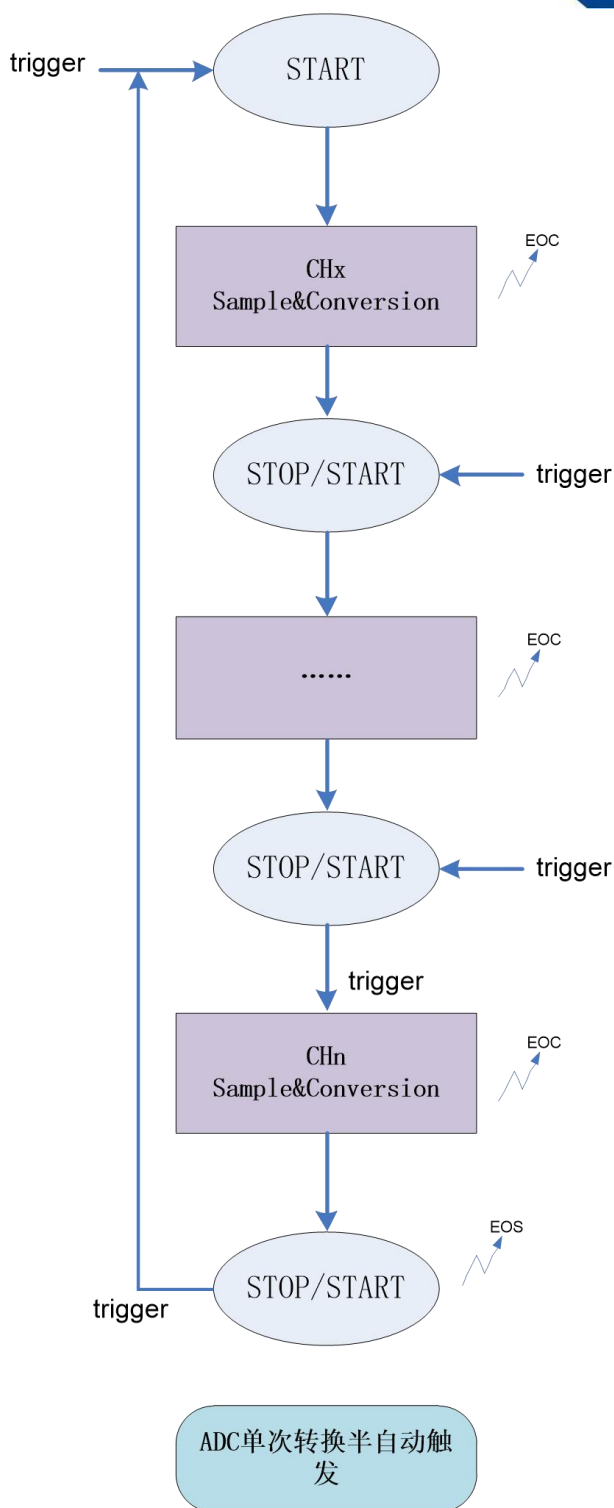 trigger
START
EOC
CHx
Sample&Conversion
STOP/START
trigger
EOC
......
STOP/START
trigger
trigger
EOC
CHn
Sample&Conversion
EOS
STOP/START
trigger
ADC单次转换半自动触
发